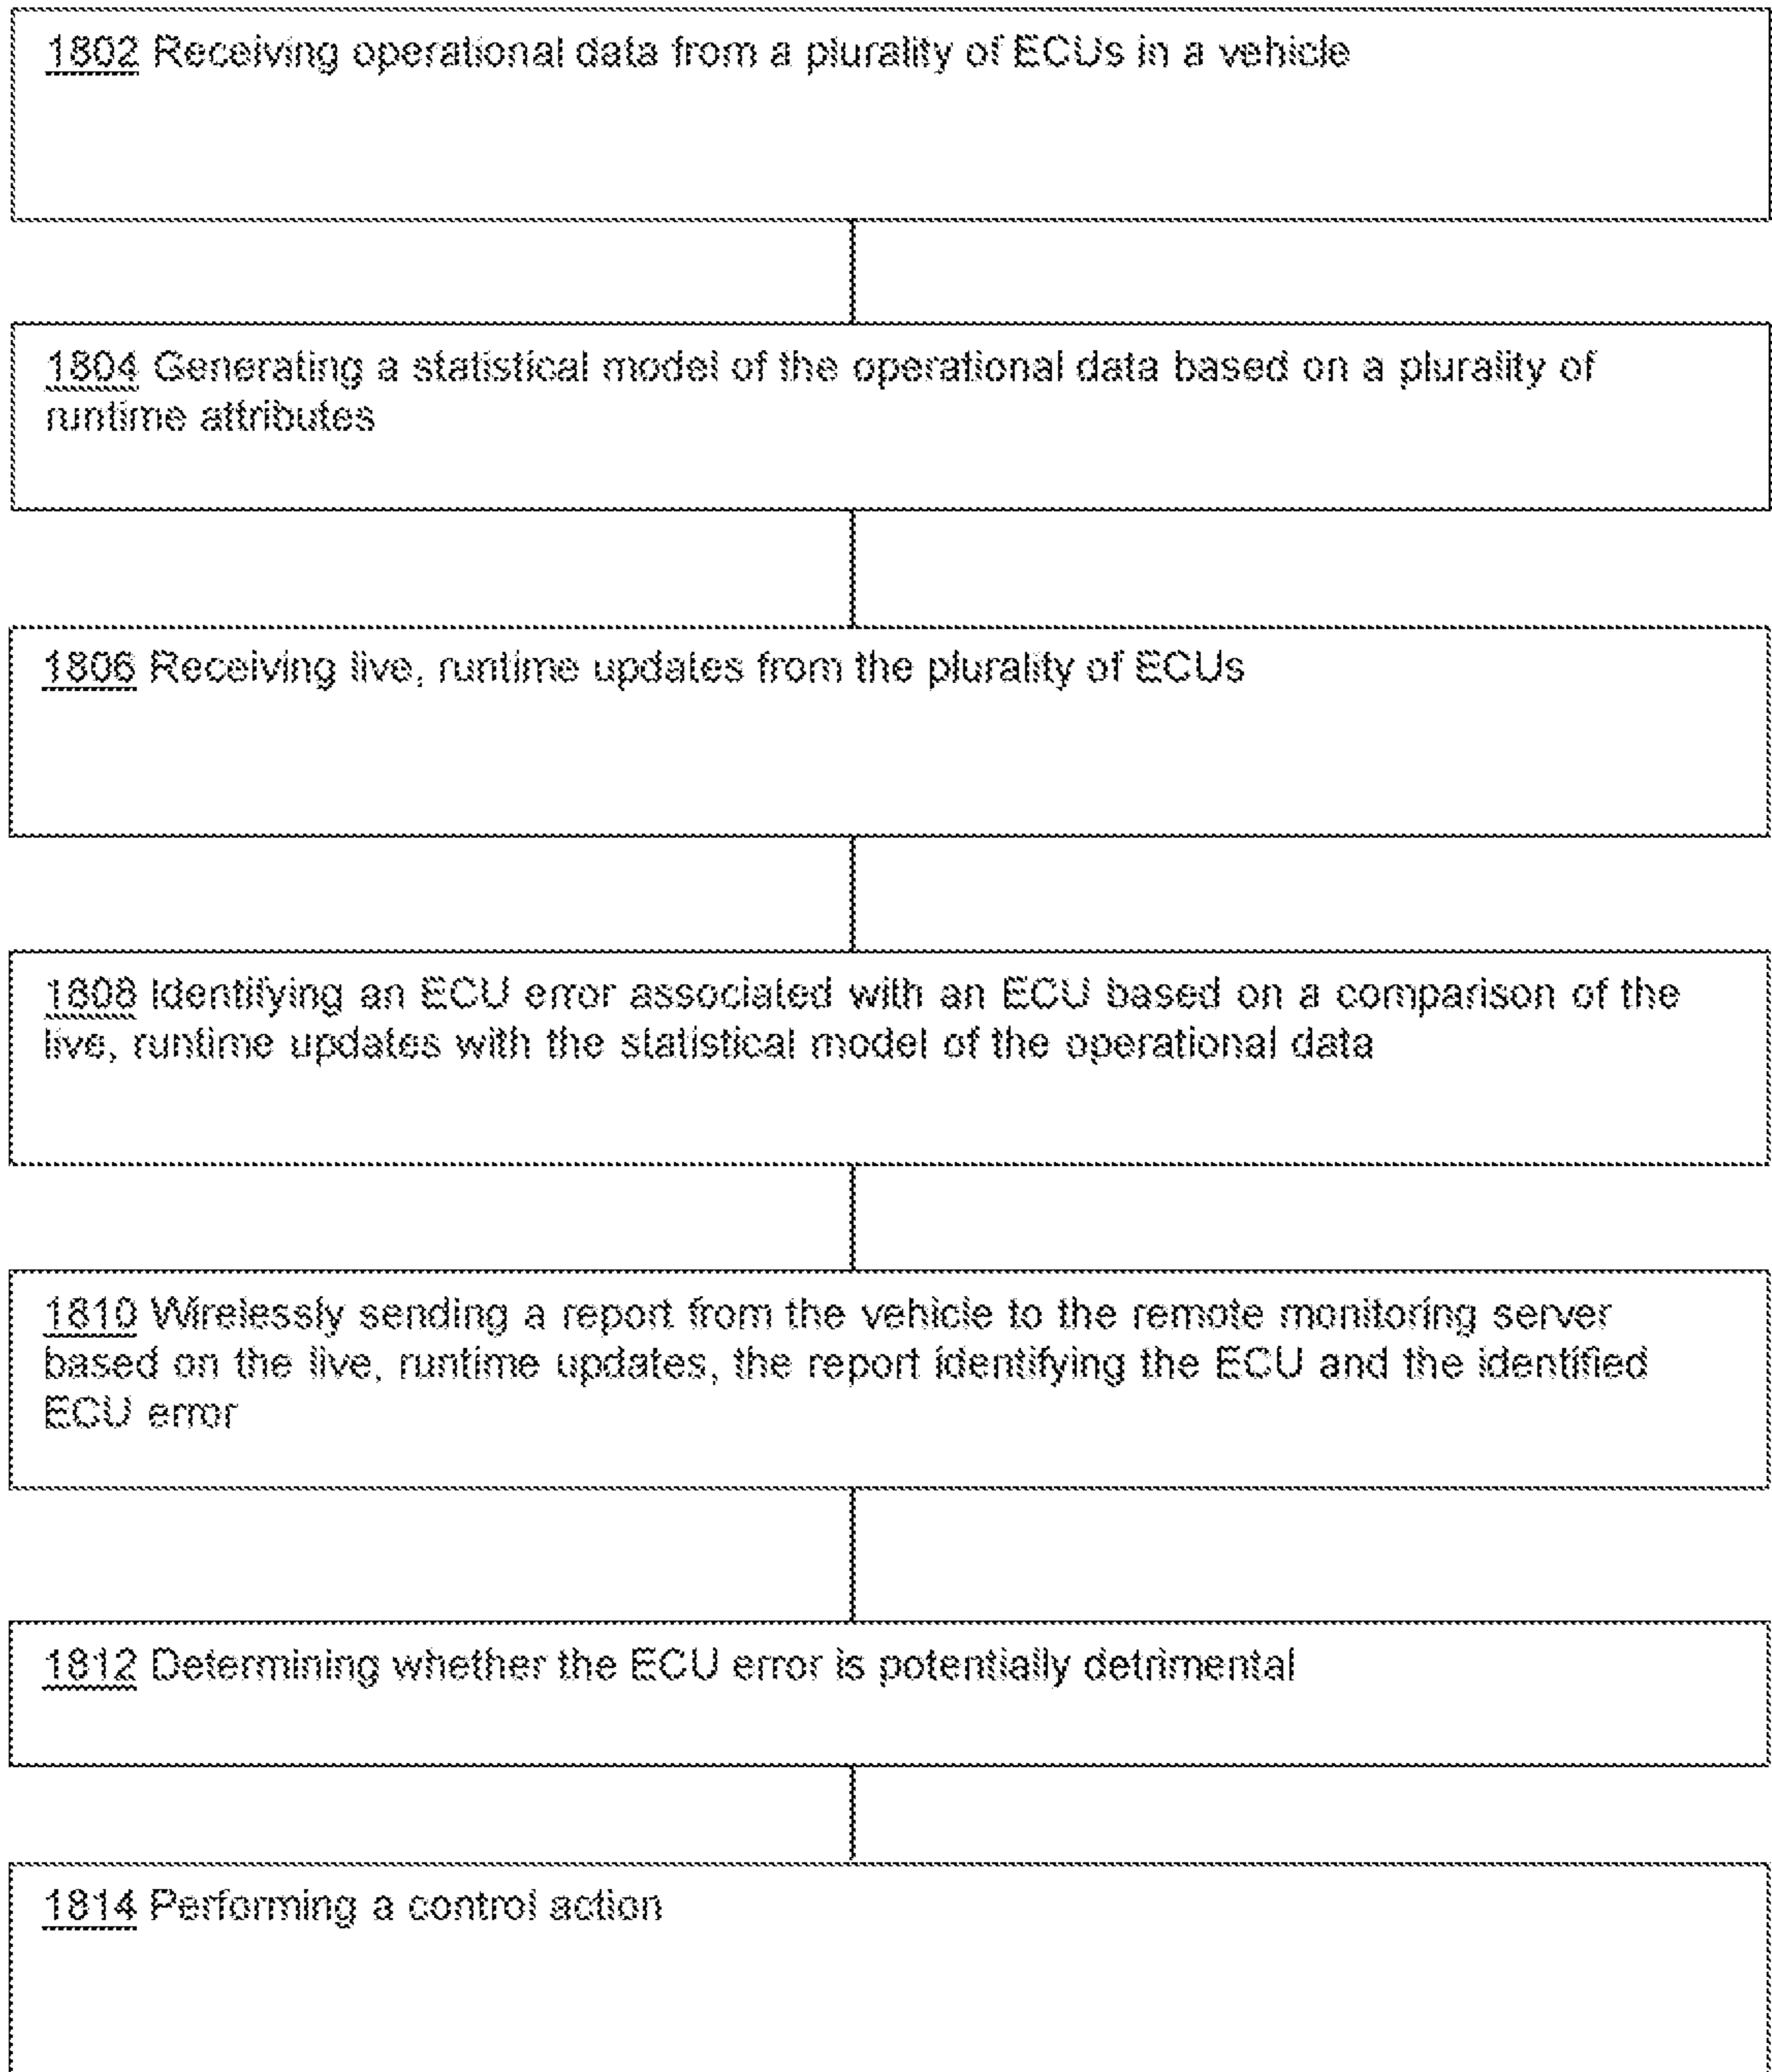 1802 Receiving operational data from a plurality of ECUs in a vehicle
1804 Generating a statistical model of the operational data based on a plurality of
runtime attributes
1806 Receiving live, runtime updates from the plurality of ECUs
1808 Identifying an ECU error associated with an ECU based on a comparison of the
live, runtime updates with the statistical model of the operational data
1810 Wirelessly sending a report from the vehicle to the remote monitoring server
based on the live, runtime updates, the report identifying the ECU and the identified
ECU error
1812 Determining whether the ECU error is potentially detrimental
1814 Performing a control action